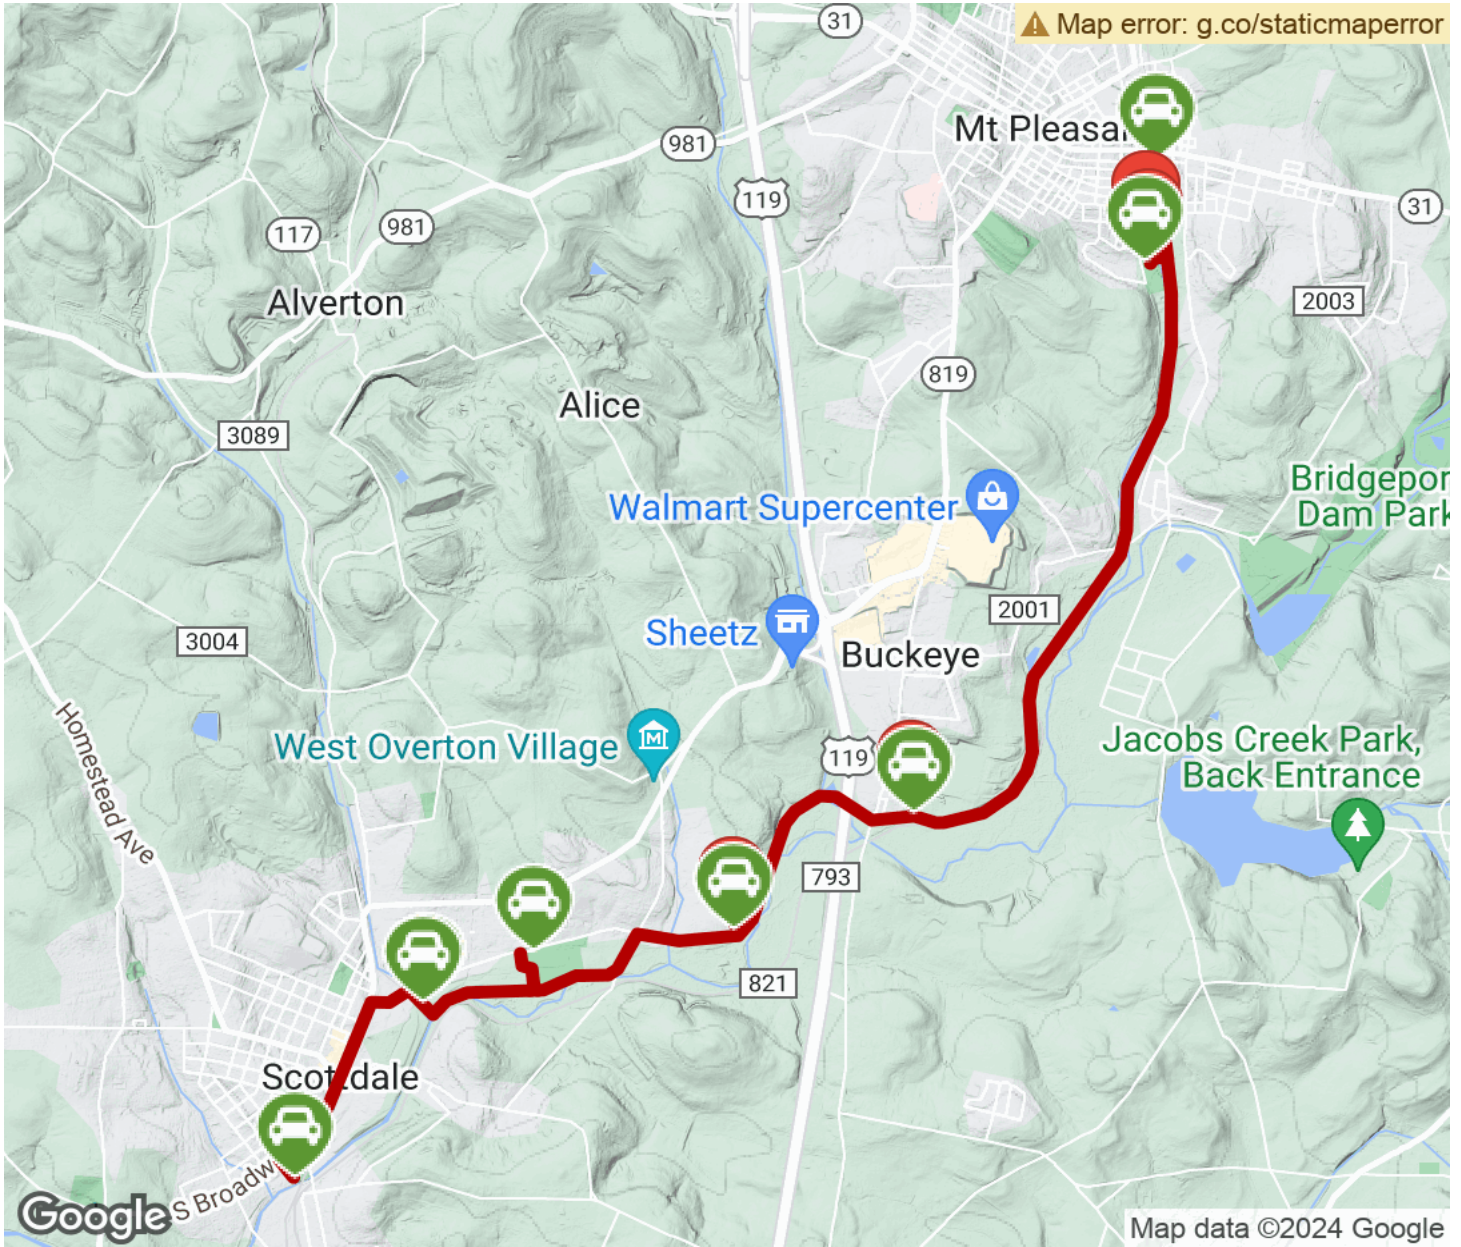 31
Map error: g.co/staticmaperror
Mt Pleasa
981
119
31
117
981
Alverton
2003
819
Alice
3089
Bridgepor
Dam Park
Walmart Supercenter
2001
3004
Sheetz
Buckeye
Homestead Ave
West Overton Village
119
Jacobs Creek Park,
Back Entrance
793
821
Scottdale
S Broadw
Google
Map data ©2024 Google